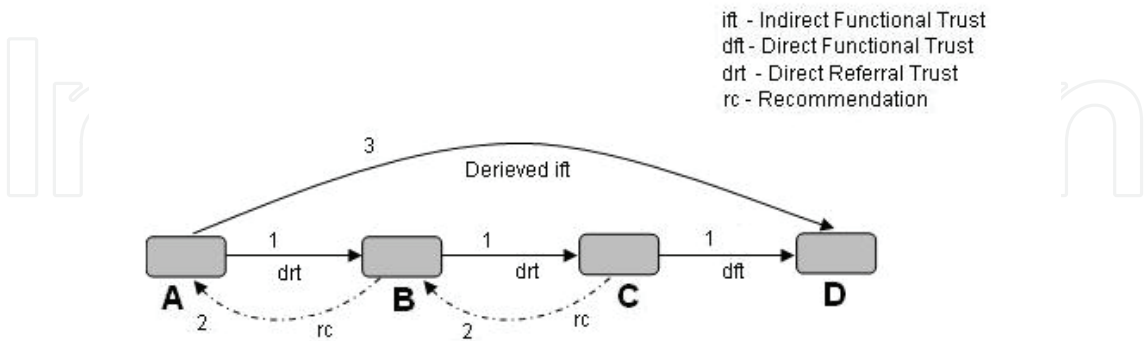 ift - Indirect Functional Trust
dft - Direct Functional Trust
drt - Direct Referral Trust
rc - Recommendation
3
Derieved ift
1
1
1
drt
drt
dft
A
B
C
D
2
rc
2
rc